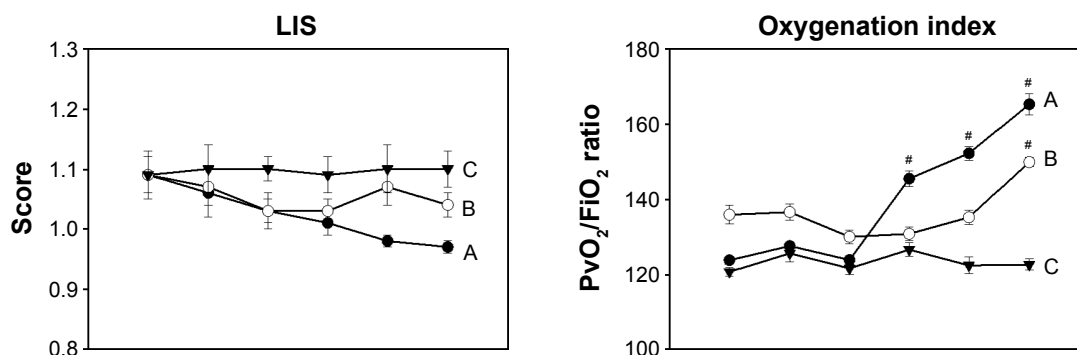 LIS
Score
1.3
1.2
1.1
1.0
0.9
0.8
C
B
A
Oxygenation index
PvO₂/FiO₂ ratio
180
160
140
120
100
#
#
#
#
A
B
C